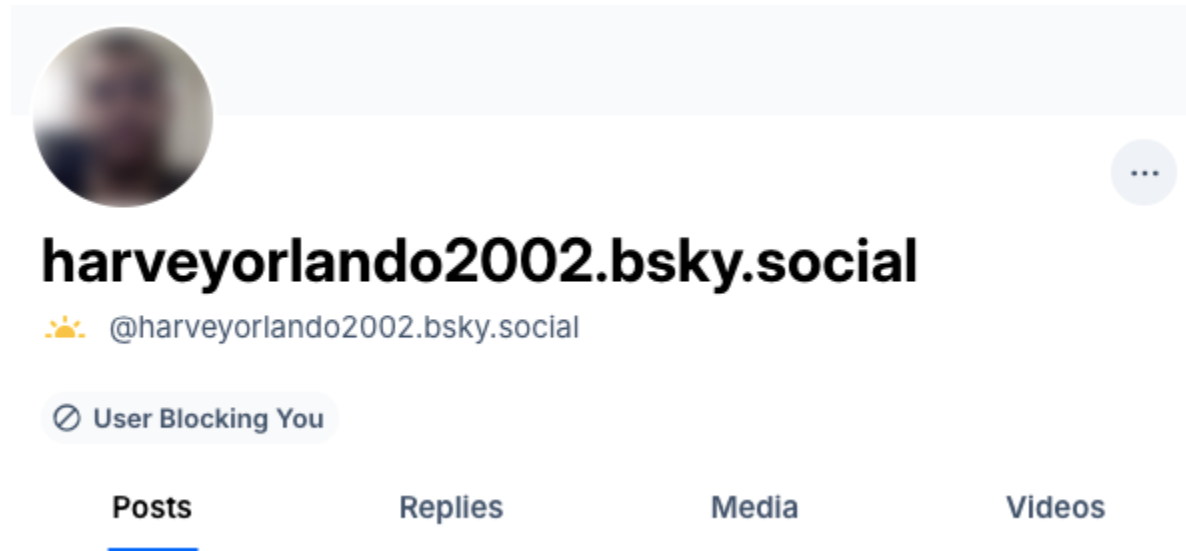 harveyorlando2002.bsky.social
@harveyorlando2002.bsky.social
User Blocking You
Posts Replies Media Videos